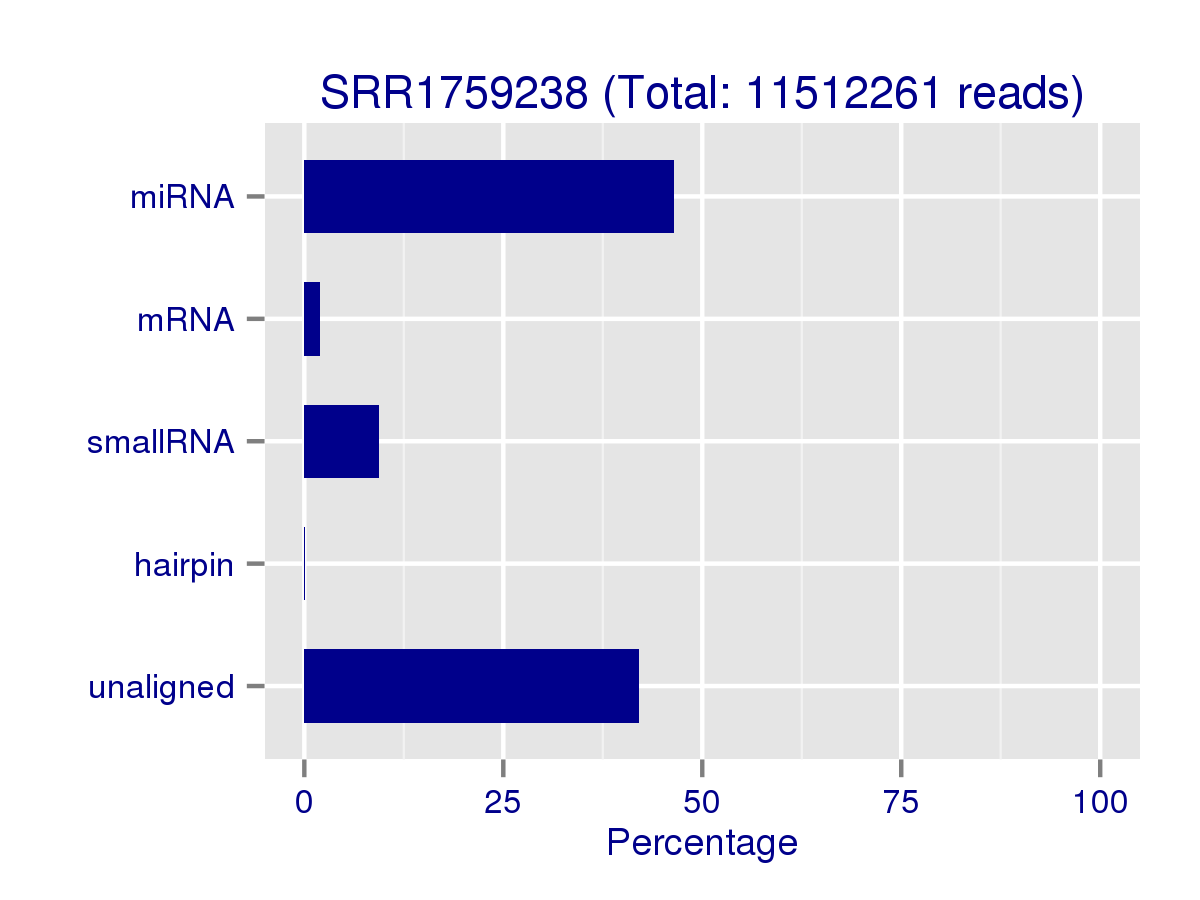 SRR1759238 (Total: 11512261 reads)
miRNA
mRNA
smallRNA
hairpin
unaligned
0 25 50 75 100
Percentage